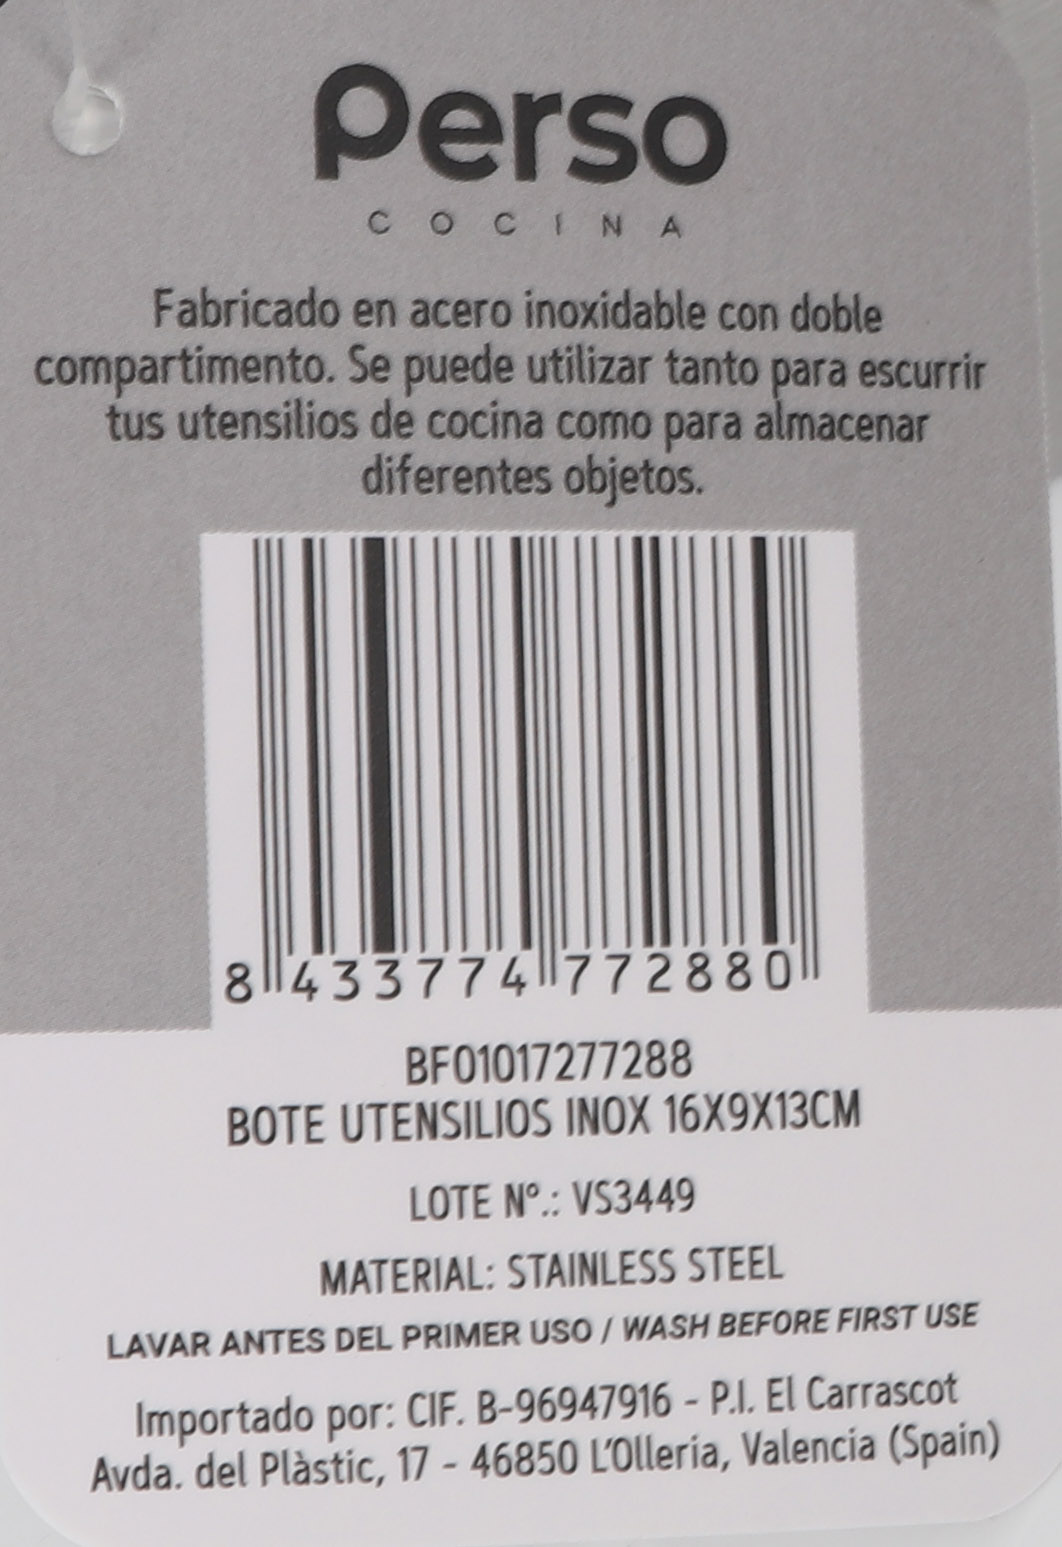 Perso
COCINA
Fabricado en acero inoxidable con doble
compartimento. Se puede utilizar tanto para escurrir
tus utensilios de cocina como para almacenar
diferentes objetos.
8 433774 772880
BF01017277288
BOTE UTENSILIOS INOX 16X9X13CM
LOTE Nº.: VS3449
MATERIAL: STAINLESS STEEL
LAVAR ANTES DEL PRIMER USO / WASH BEFORE FIRST USE
Importado por: CIF. B-96947916 - P.I. El Carrascot
Avda. del Plàstic, 17 - 46850 L'Olleria, Valencia (Spain)